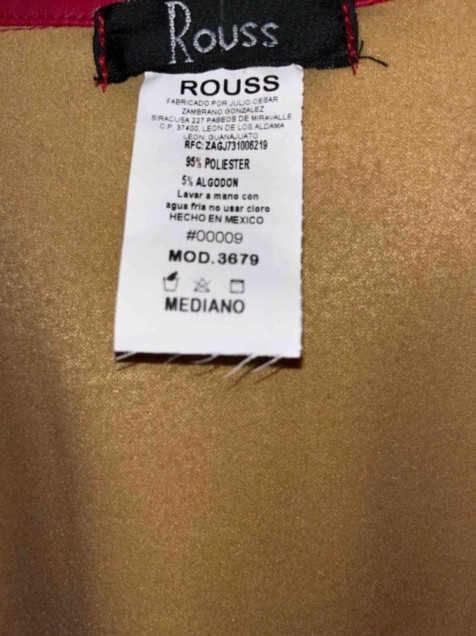 Rouss
ROUSS
FABRICADO POR JULIO CESAR
ZAMBRANO GONZALEZ
SIRACUSA 227 PASEOS DE MIRAVALLE
C.P. 37400, LEON DE LOS ALDAMA
LEON, GUANAJUATO
RFC: ZAGJ731006219
95% POLIESTER
5% ALGODON
Lavar a mano con
agua fria no usar cloro
HECHO EN MEXICO
#00009
MOD.3679
MEDIANO